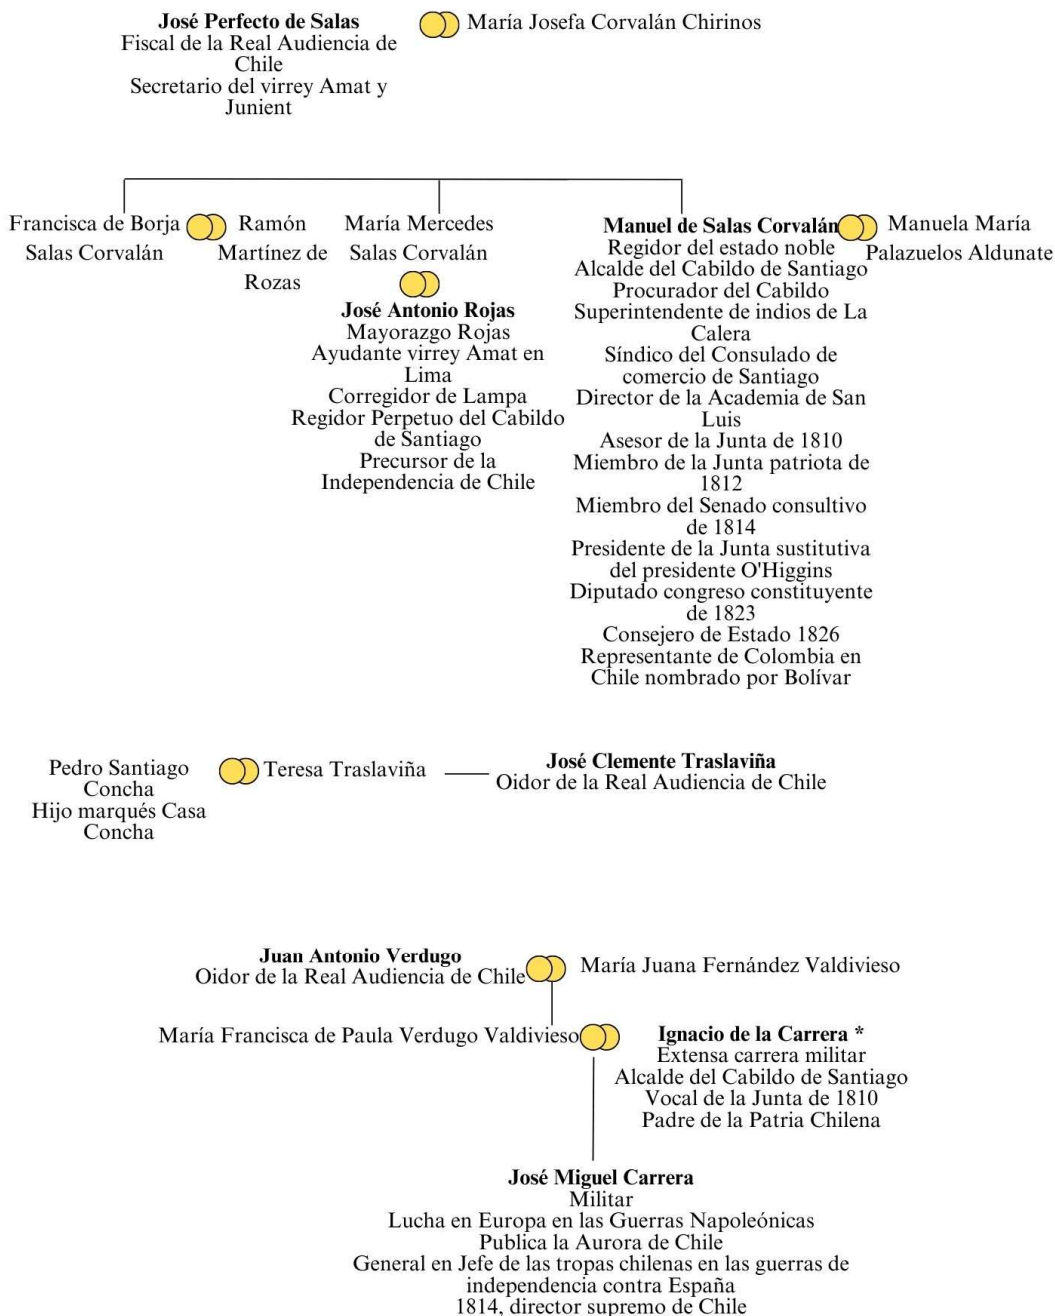 José Perfecto de Salas
Fiscal de la Real Audiencia de
Chile
Secretario del virrey Amat y
Junient
María Josefa Corvalán Chirinos
Francisca de Borja
Salas Corvalán
Ramón
Martínez de
Rozas
María Mercedes
Salas Corvalán
José Antonio Rojas
Mayorazgo Rojas
Ayudante virrey Amat en
Lima
Corregidor de Lampa
Regidor Perpetuo del Cabildo
de Santiago
Precursor de la
Independencia de Chile
Manuel de Salas Corvalán
Regidor del estado noble
Alcalde del Cabildo de Santiago
Procurador del Cabildo
Superintendente de indios de La
Calera
Síndico del Consulado de
comercio de Santiago
Director de la Academia de San
Luis
Asesor de la Junta de 1810
Miembro de la Junta patriota de
1812
Miembro del Senado consultivo
de 1814
Presidente de la Junta sustitutiva
del presidente O'Higgins
Diputado congreso constituyente
de 1823
Consejero de Estado 1826
Representante de Colombia en
Chile nombrado por Bolívar
Manuela María
Palazuelos Aldunate
Pedro Santiago
Concha
Hijo marqués Casa
Concha
Teresa Traslaviña
José Clemente Traslaviña
Oidor de la Real Audiencia de Chile
Juan Antonio Verdugo
Oidor de la Real Audiencia de Chile
María Juana Fernández Valdivieso
María Francisca de Paula Verdugo Valdivieso
Ignacio de la Carrera *
Extensa carrera militar
Alcalde del Cabildo de Santiago
Vocal de la Junta de 1810
Padre de la Patria Chilena
José Miguel Carrera
Militar
Lucha en Europa en las Guerras Napoleónicas
Publica la Aurora de Chile
General en Jefe de las tropas chilenas en las guerras de
independencia contra España
1814, director supremo de Chile